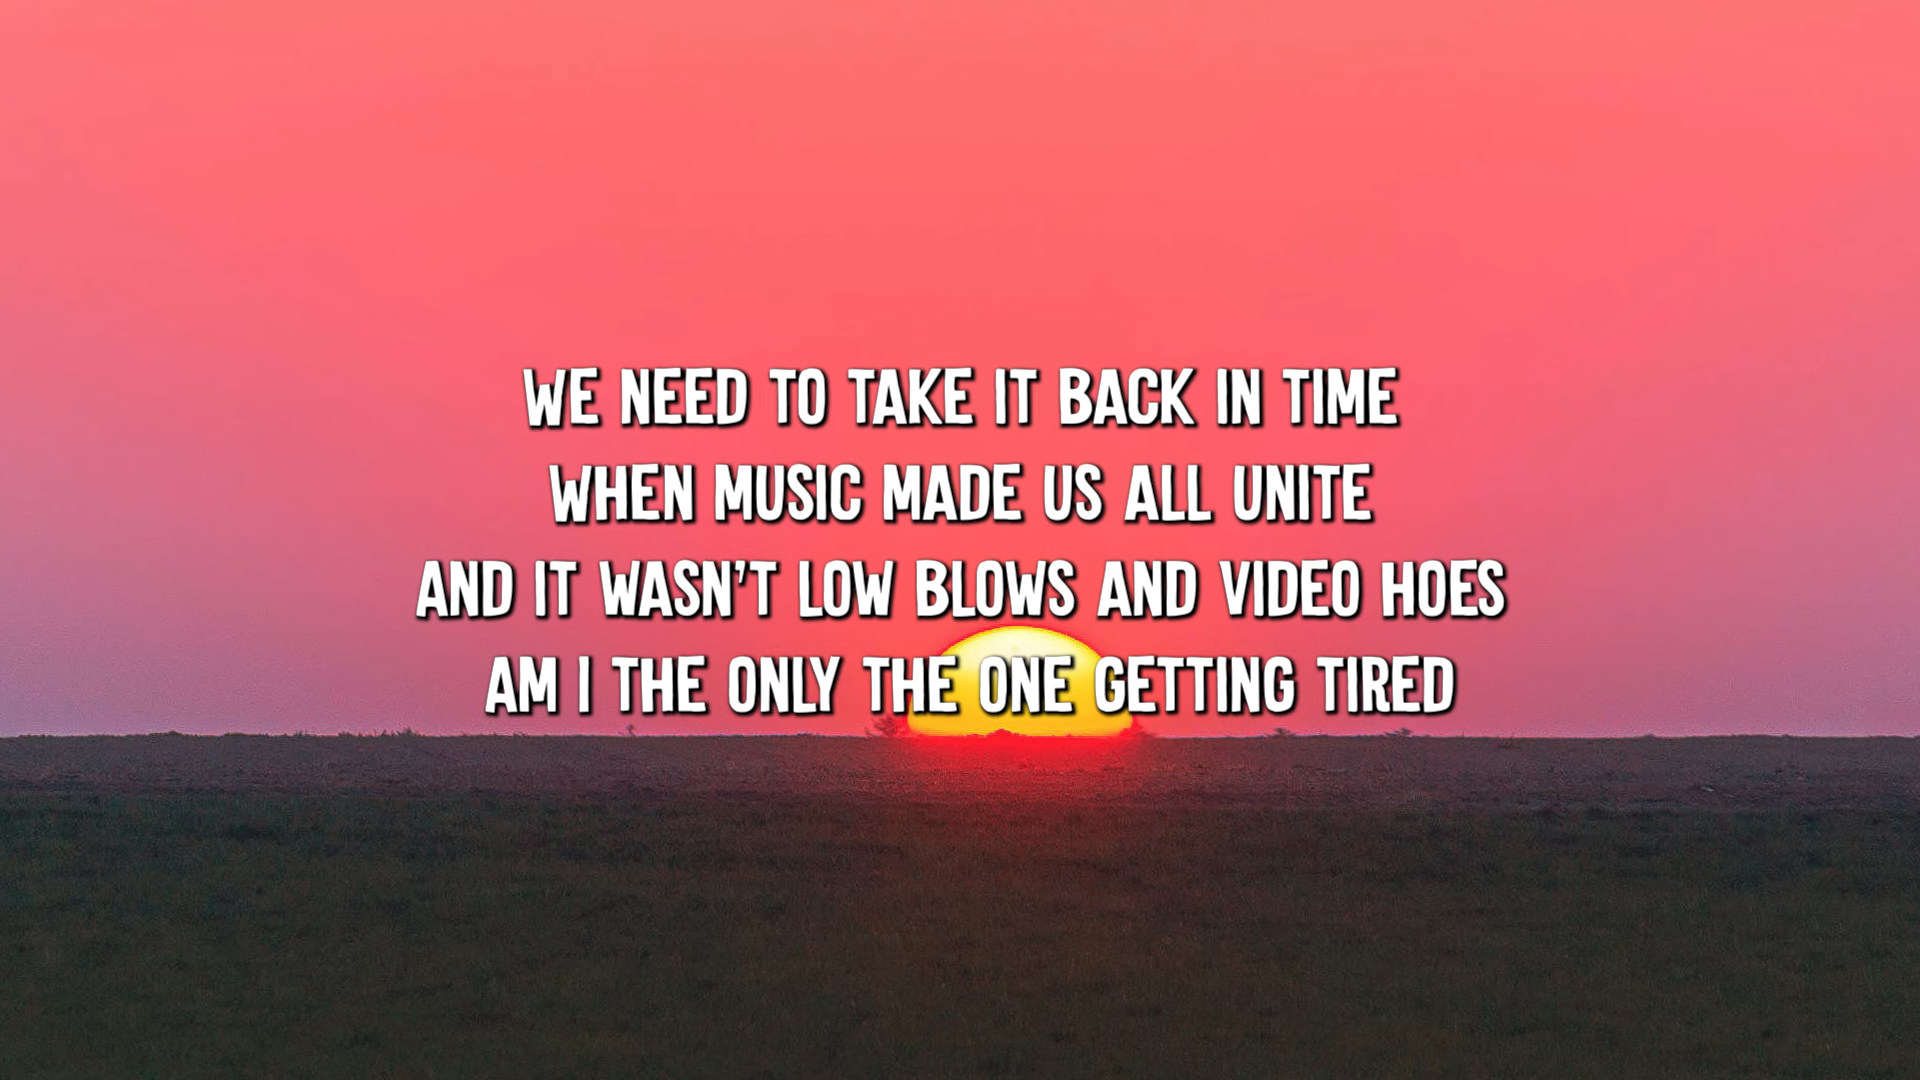 WE NEED TO TAKE IT BACK IN TIME
WHEN MUSIC MADE US ALL UNITE
AND IT WASN'T LOW BLOWS AND VIDEO HOES
AM I THE ONLY THE ONE GETTING TIRED